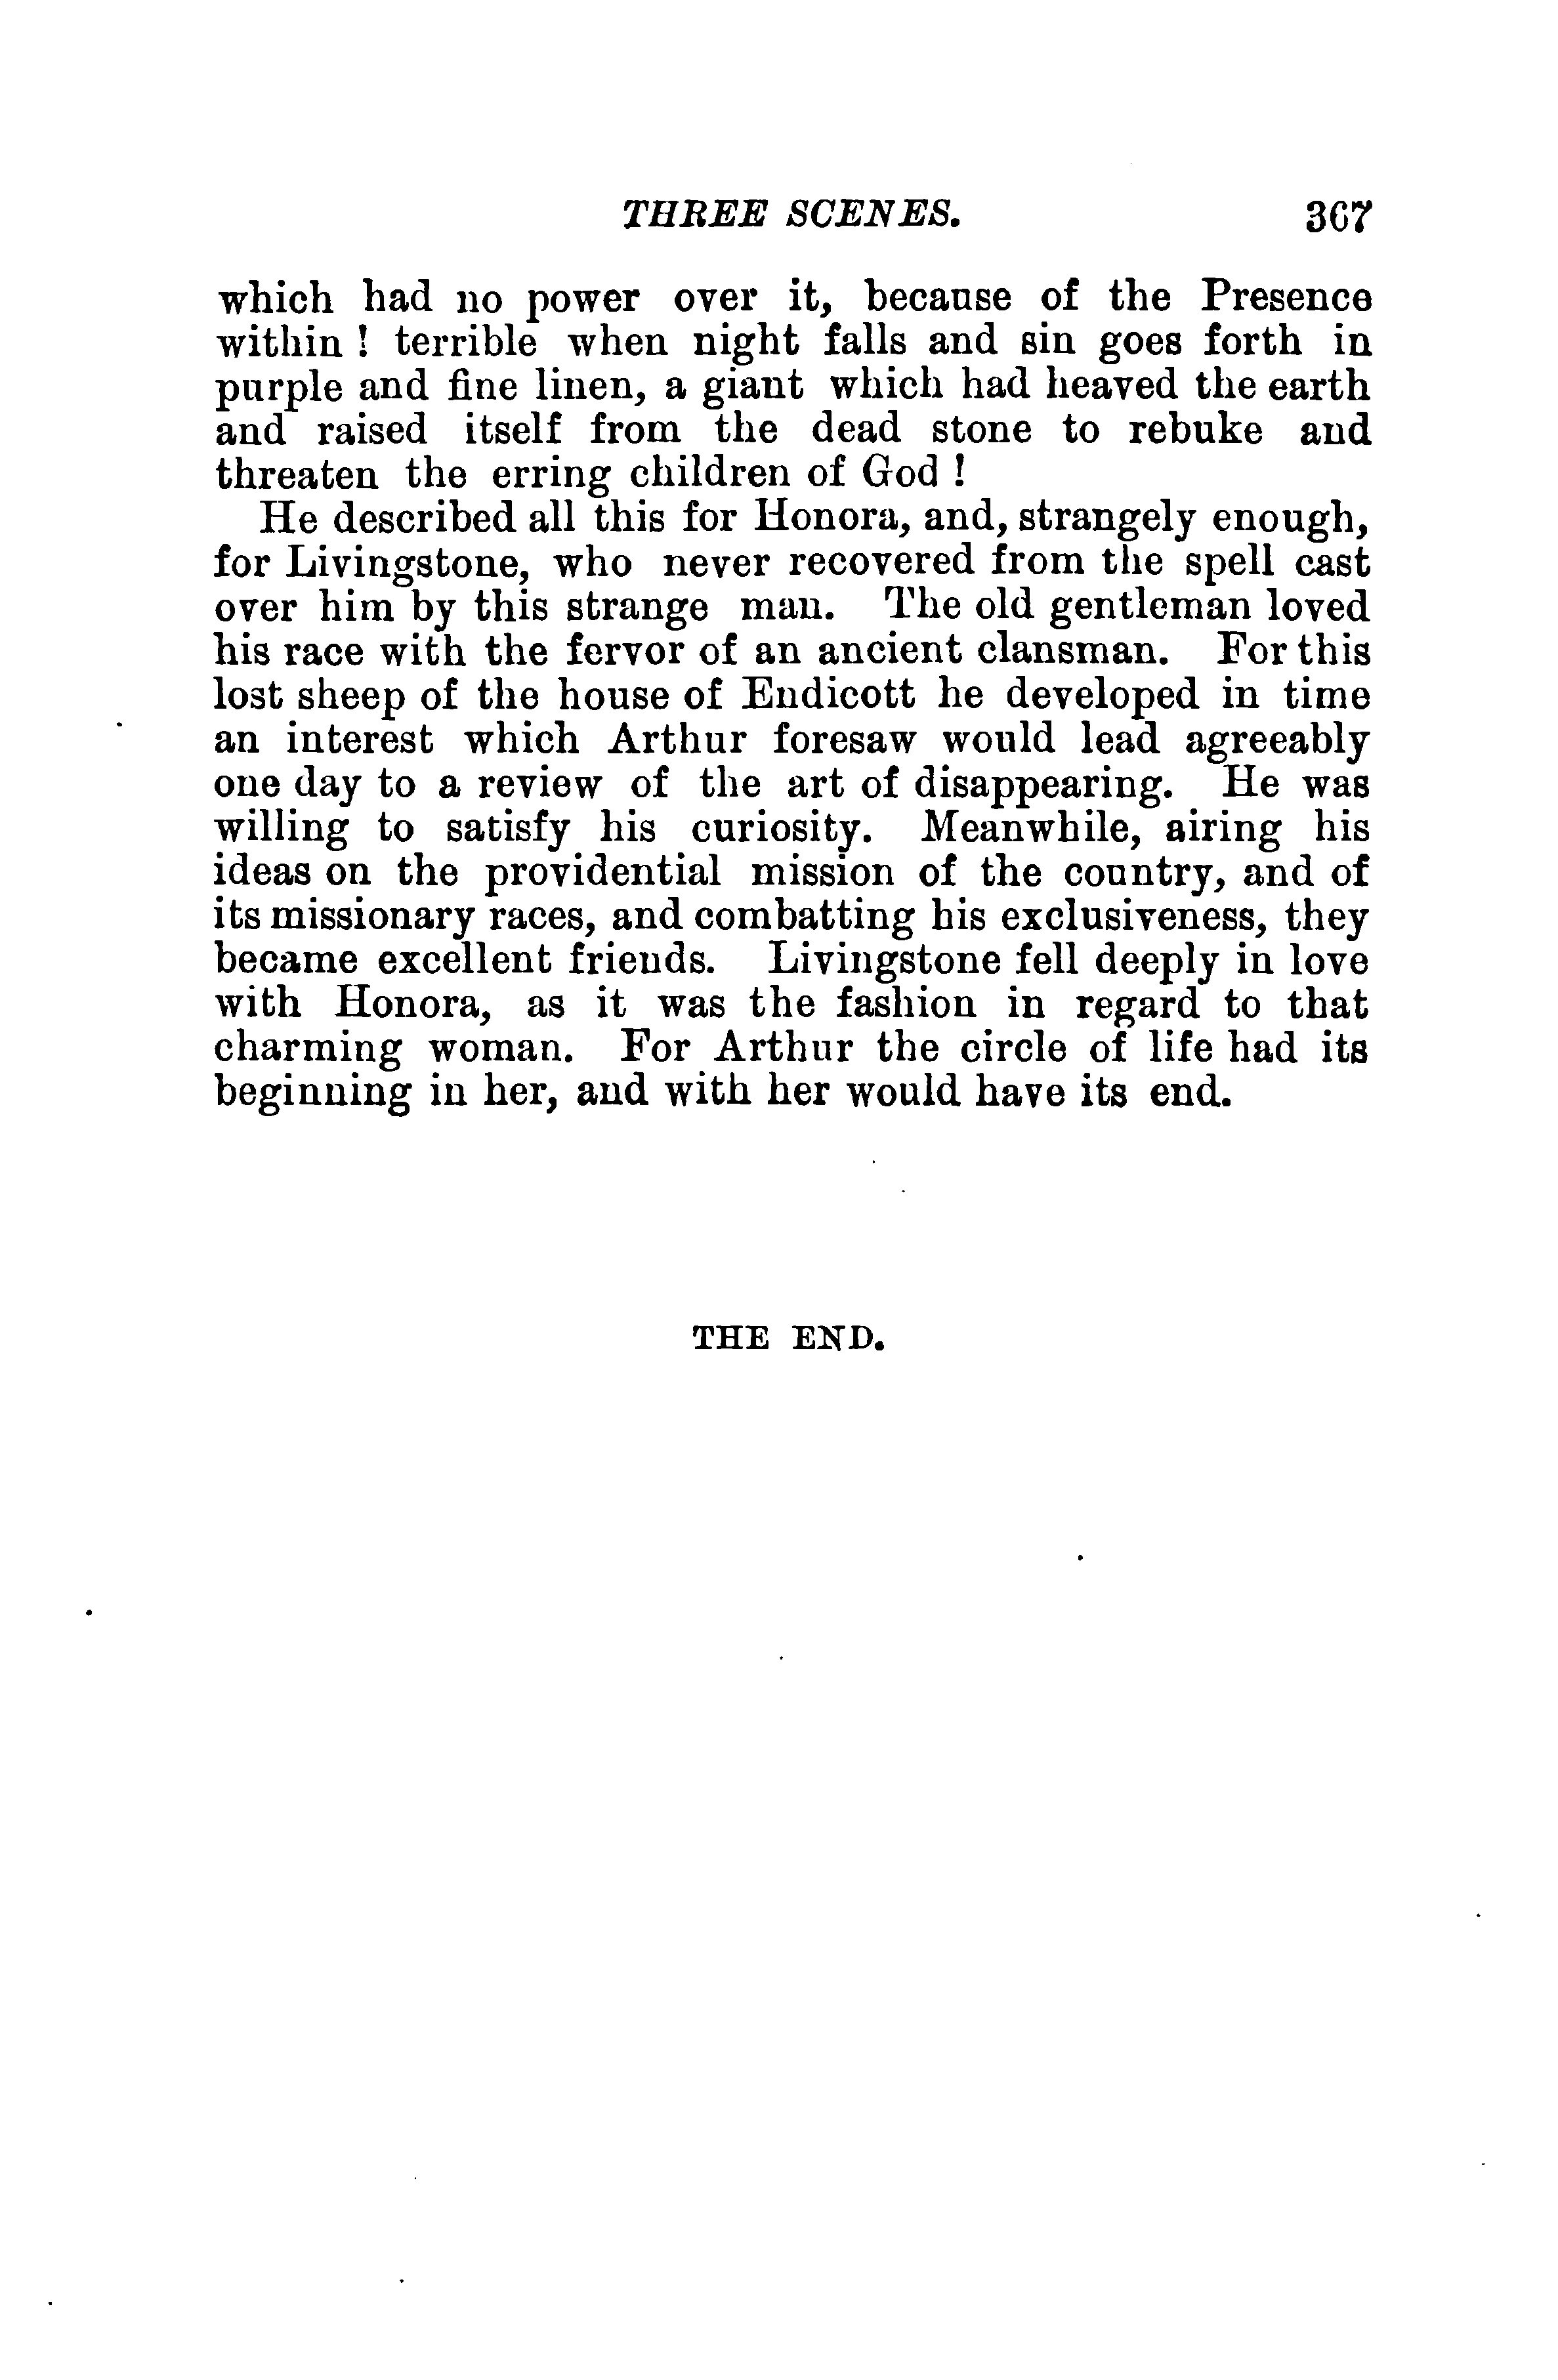 THREE SCENES. 367
which had no power over it, because of the Presence
within ! terrible when night falls and sin goes forth in
purple and fine linen, a giant which had heaved the earth
and raised itself from the dead stone to rebuke and
threaten the erring children of God !
He described all this for Honora, and, strangely enough,
for Livingstone, who never recovered from the spell cast
over him by this strange man. The old gentleman loved
his race with the fervor of an ancient clansman. For this
lost sheep of the house of Endicott he developed in time
an interest which Arthur foresaw would lead agreeably
one day to a review of the art of disappearing. He was
willing to satisfy his curiosity. Meanwhile, airing his
ideas on the providential mission of the country, and of
its missionary races, and combatting his exclusiveness, they
became excellent friends. Livingstone fell deeply in love
with Honora, as it was the fashion in regard to that
charming woman. For Arthur the circle of life had its
beginning in her, and with her would have its end.
THE END.